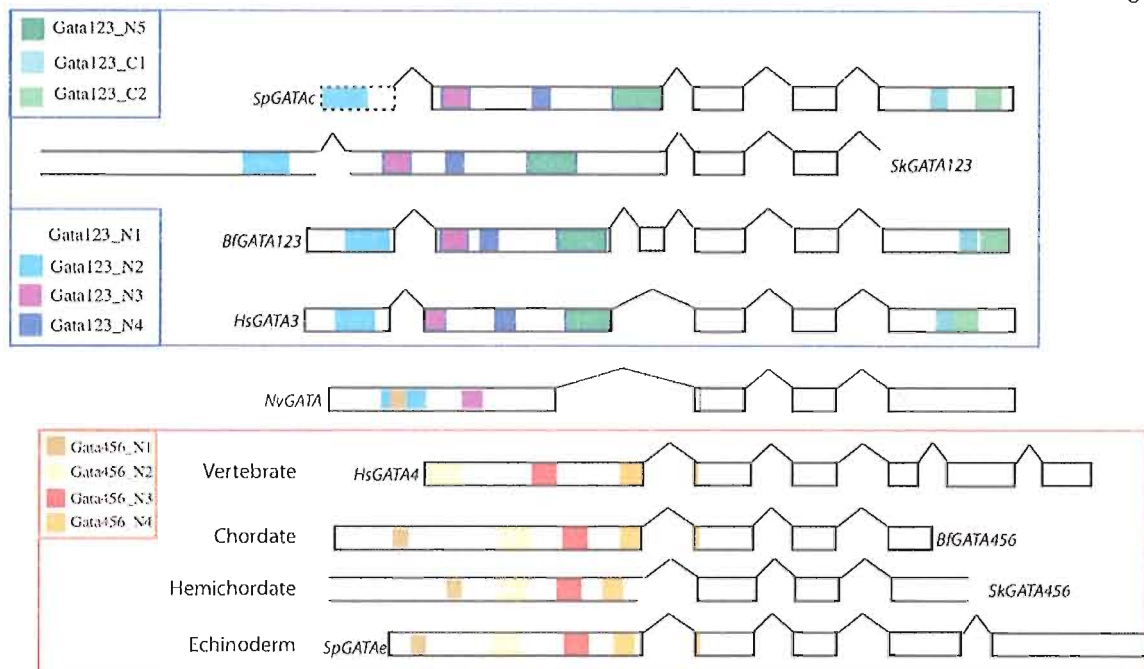 Gata123_N5
Gata123_C1
Gata123_C2
SpGATAc
SkGATA123
Gata123_N1
Gata123_N2
Gata123_N3
Gata123_N4
BfGATA123
HsGATA3
NvGATA
Gata456_N1
Gata456_N2
Gata456_N3
Gata456_N4
Vertebrate
HsGATA4
Chordate
BfGATA456
Hemichordate
SkGATA456
Echinoderm
SpGATAe